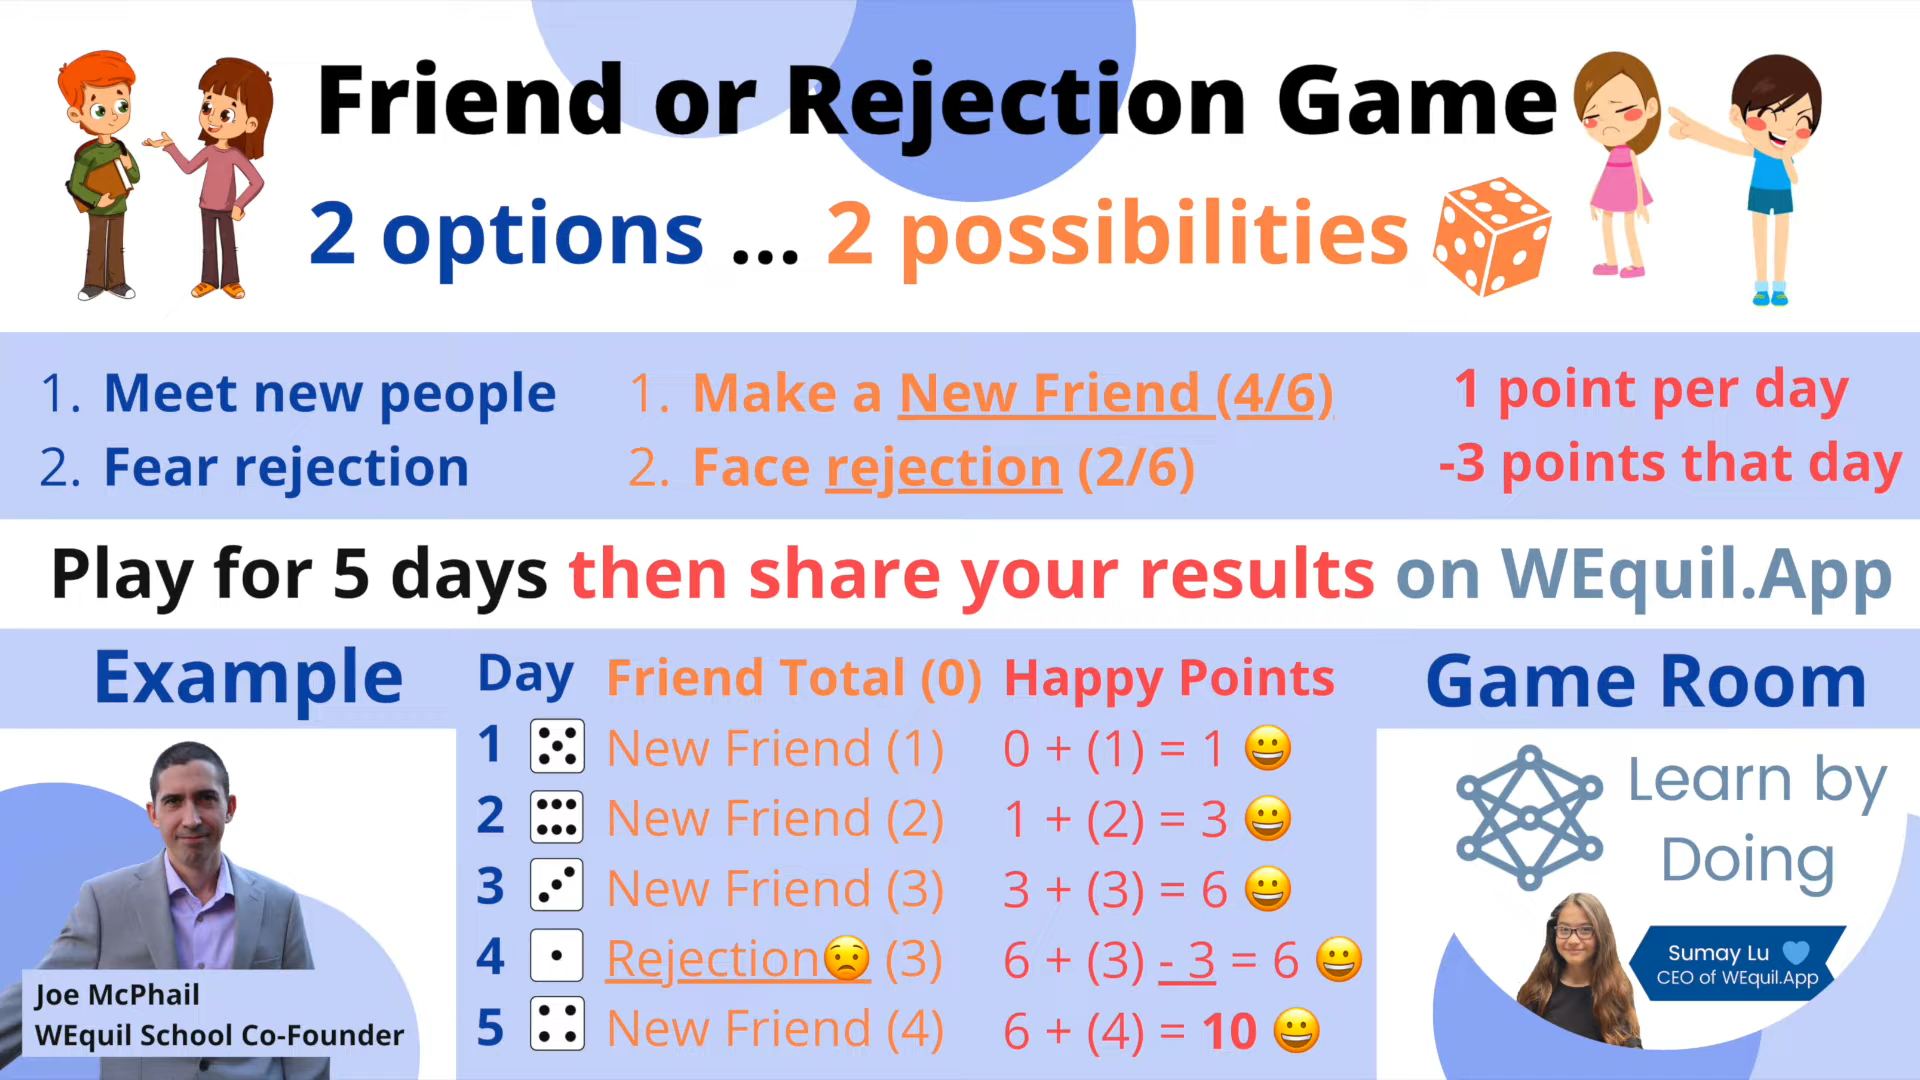 Friend or Rejection Game
2 options ... 2 possibilities
1. Meet new people
2. Fear rejection
1. Make a New Friend (4/6)
2. Face rejection (2/6)
1 point per day
-3 points that day
Play for 5 days then share your results on WEquil.App
Example
Joe McPhail
WEquil School Co-Founder
Day Friend Total (0) Happy Points
1 New Friend (1) 0 + (1) = 1
2 New Friend (2) 1 + (2) = 3
3 New Friend (3) 3 + (3) = 6
4 Rejection (3) 6 + (3) - 3 = 6
5 New Friend (4) 6 + (4) = 10
Game Room
Learn by
Doing
Sumay Lu
CEO of WEquil.App